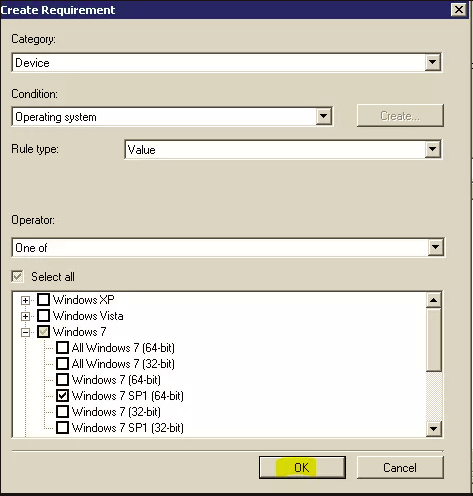 Create Requirement
Category:
Device
Condition:
Operating system
Create...
Rule type:
Value
Operator:
One of
Select all
Windows XP
Windows Vista
Windows 7
All Windows 7 (64-bit)
All Windows 7 (32-bit)
Windows 7 (64-bit)
Windows 7 SP1 (64-bit)
Windows 7 (32-bit)
Windows 7 SP1 (32-bit)
OK
Cancel